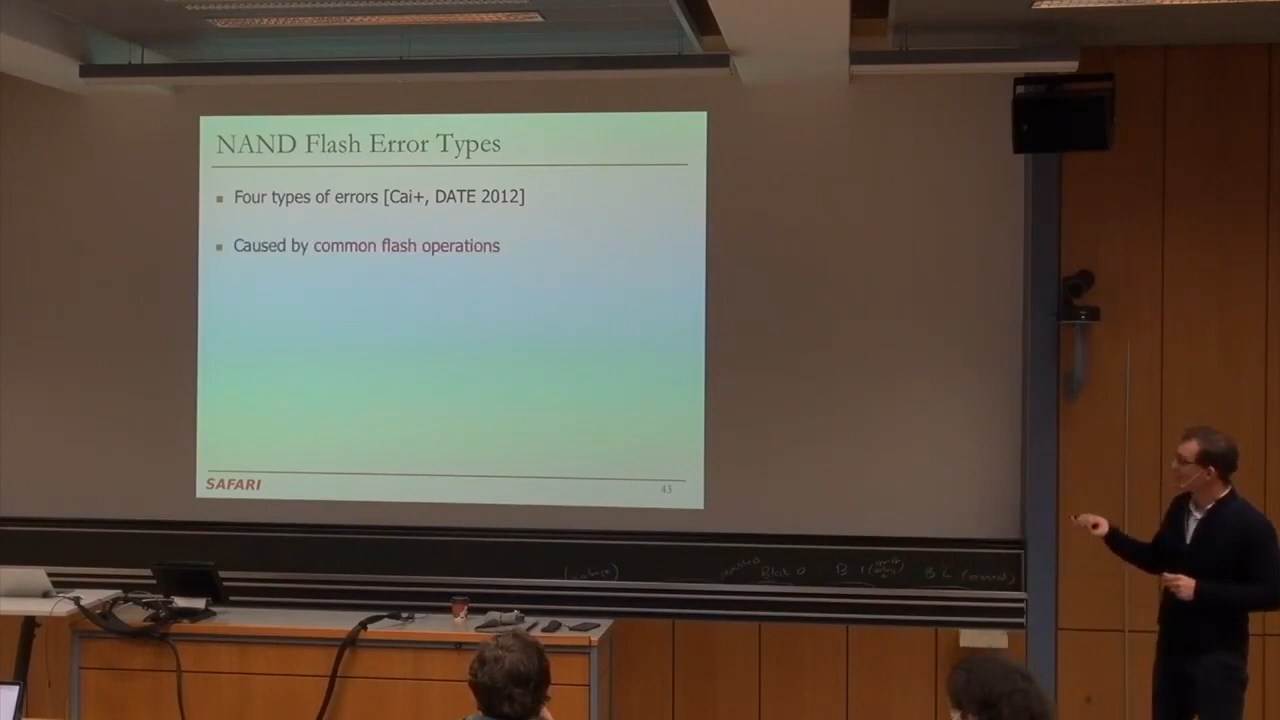 NAND Flash Error Types
Four types of errors [Cai+, DATE 2012]
Caused by common flash operations
SAFARI
43